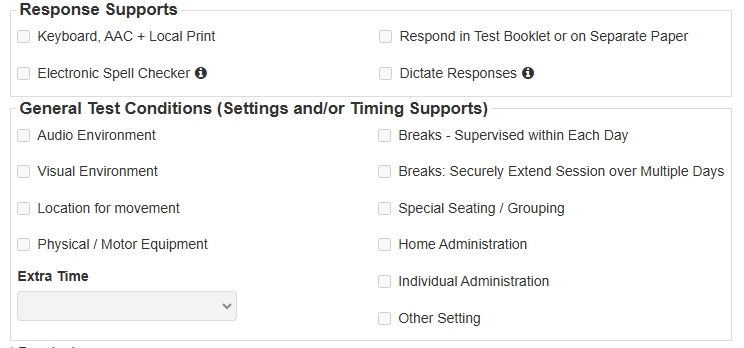 Response Supports
Keyboard, AAC + Local Print
Respond in Test Booklet or on Separate Paper
Electronic Spell Checker
Dictate Responses
General Test Conditions (Settings and/or Timing Supports)
Audio Environment
Breaks - Supervised within Each Day
Visual Environment
Breaks: Securely Extend Session over Multiple Days
Location for movement
Special Seating / Grouping
Physical / Motor Equipment
Home Administration
Extra Time
Individual Administration
Other Setting